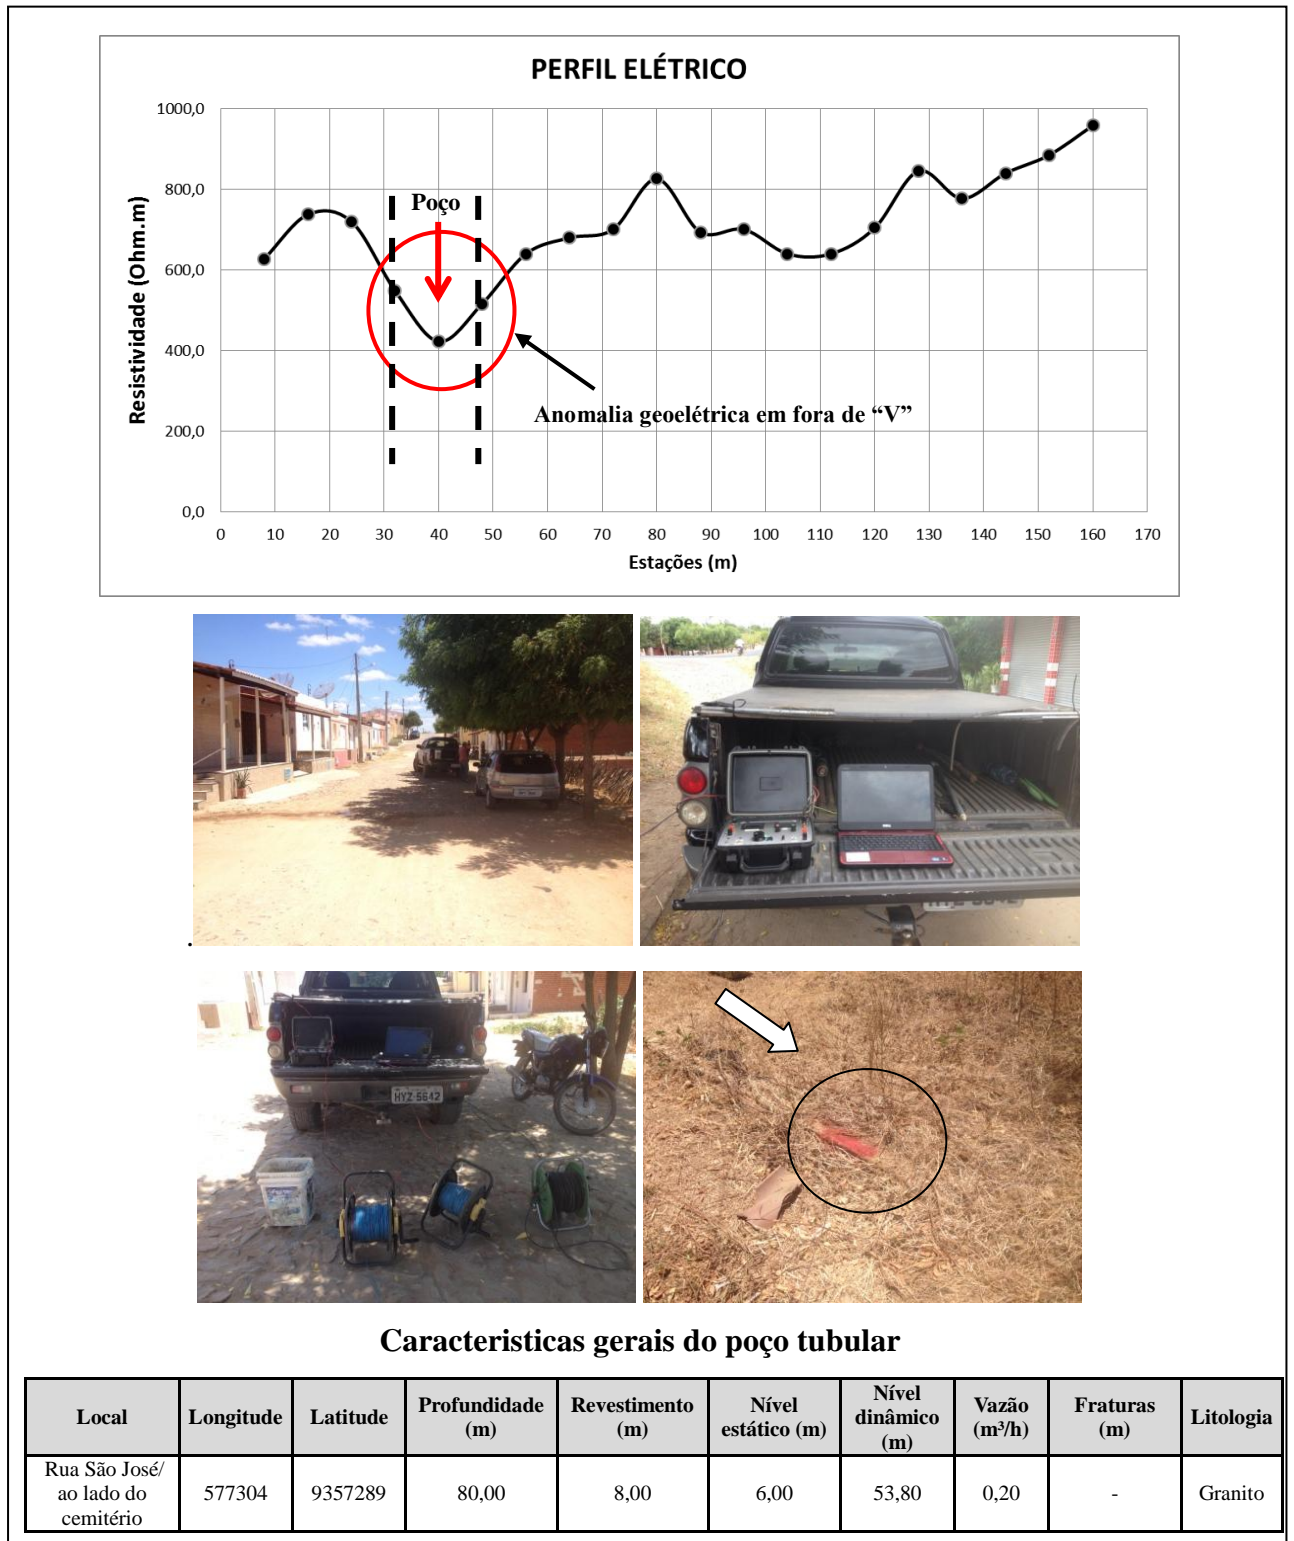 PERFIL ELÉTRICO
1000,0
800,0
600,0
400,0
200,0
0,0
Resistividade (Ohm.m)
Poço
Anomalia geoelétrica em fora de “V”
0 10 20 30 40 50 60 70 80 90 100 110 120 130 140 150 160 170
Estações (m)
HYZ 5642
Caracteristicas gerais do poço tubular
Local Longitude Latitude Profundidade (m) Revestimento (m) Nível estático (m) Nível dinâmico (m) Vazão (m³/h) Fraturas (m) Litologia
Rua São José/ ao lado do cemitério 577304 9357289 80,00 8,00 6,00 53,80 0,20 - Granito